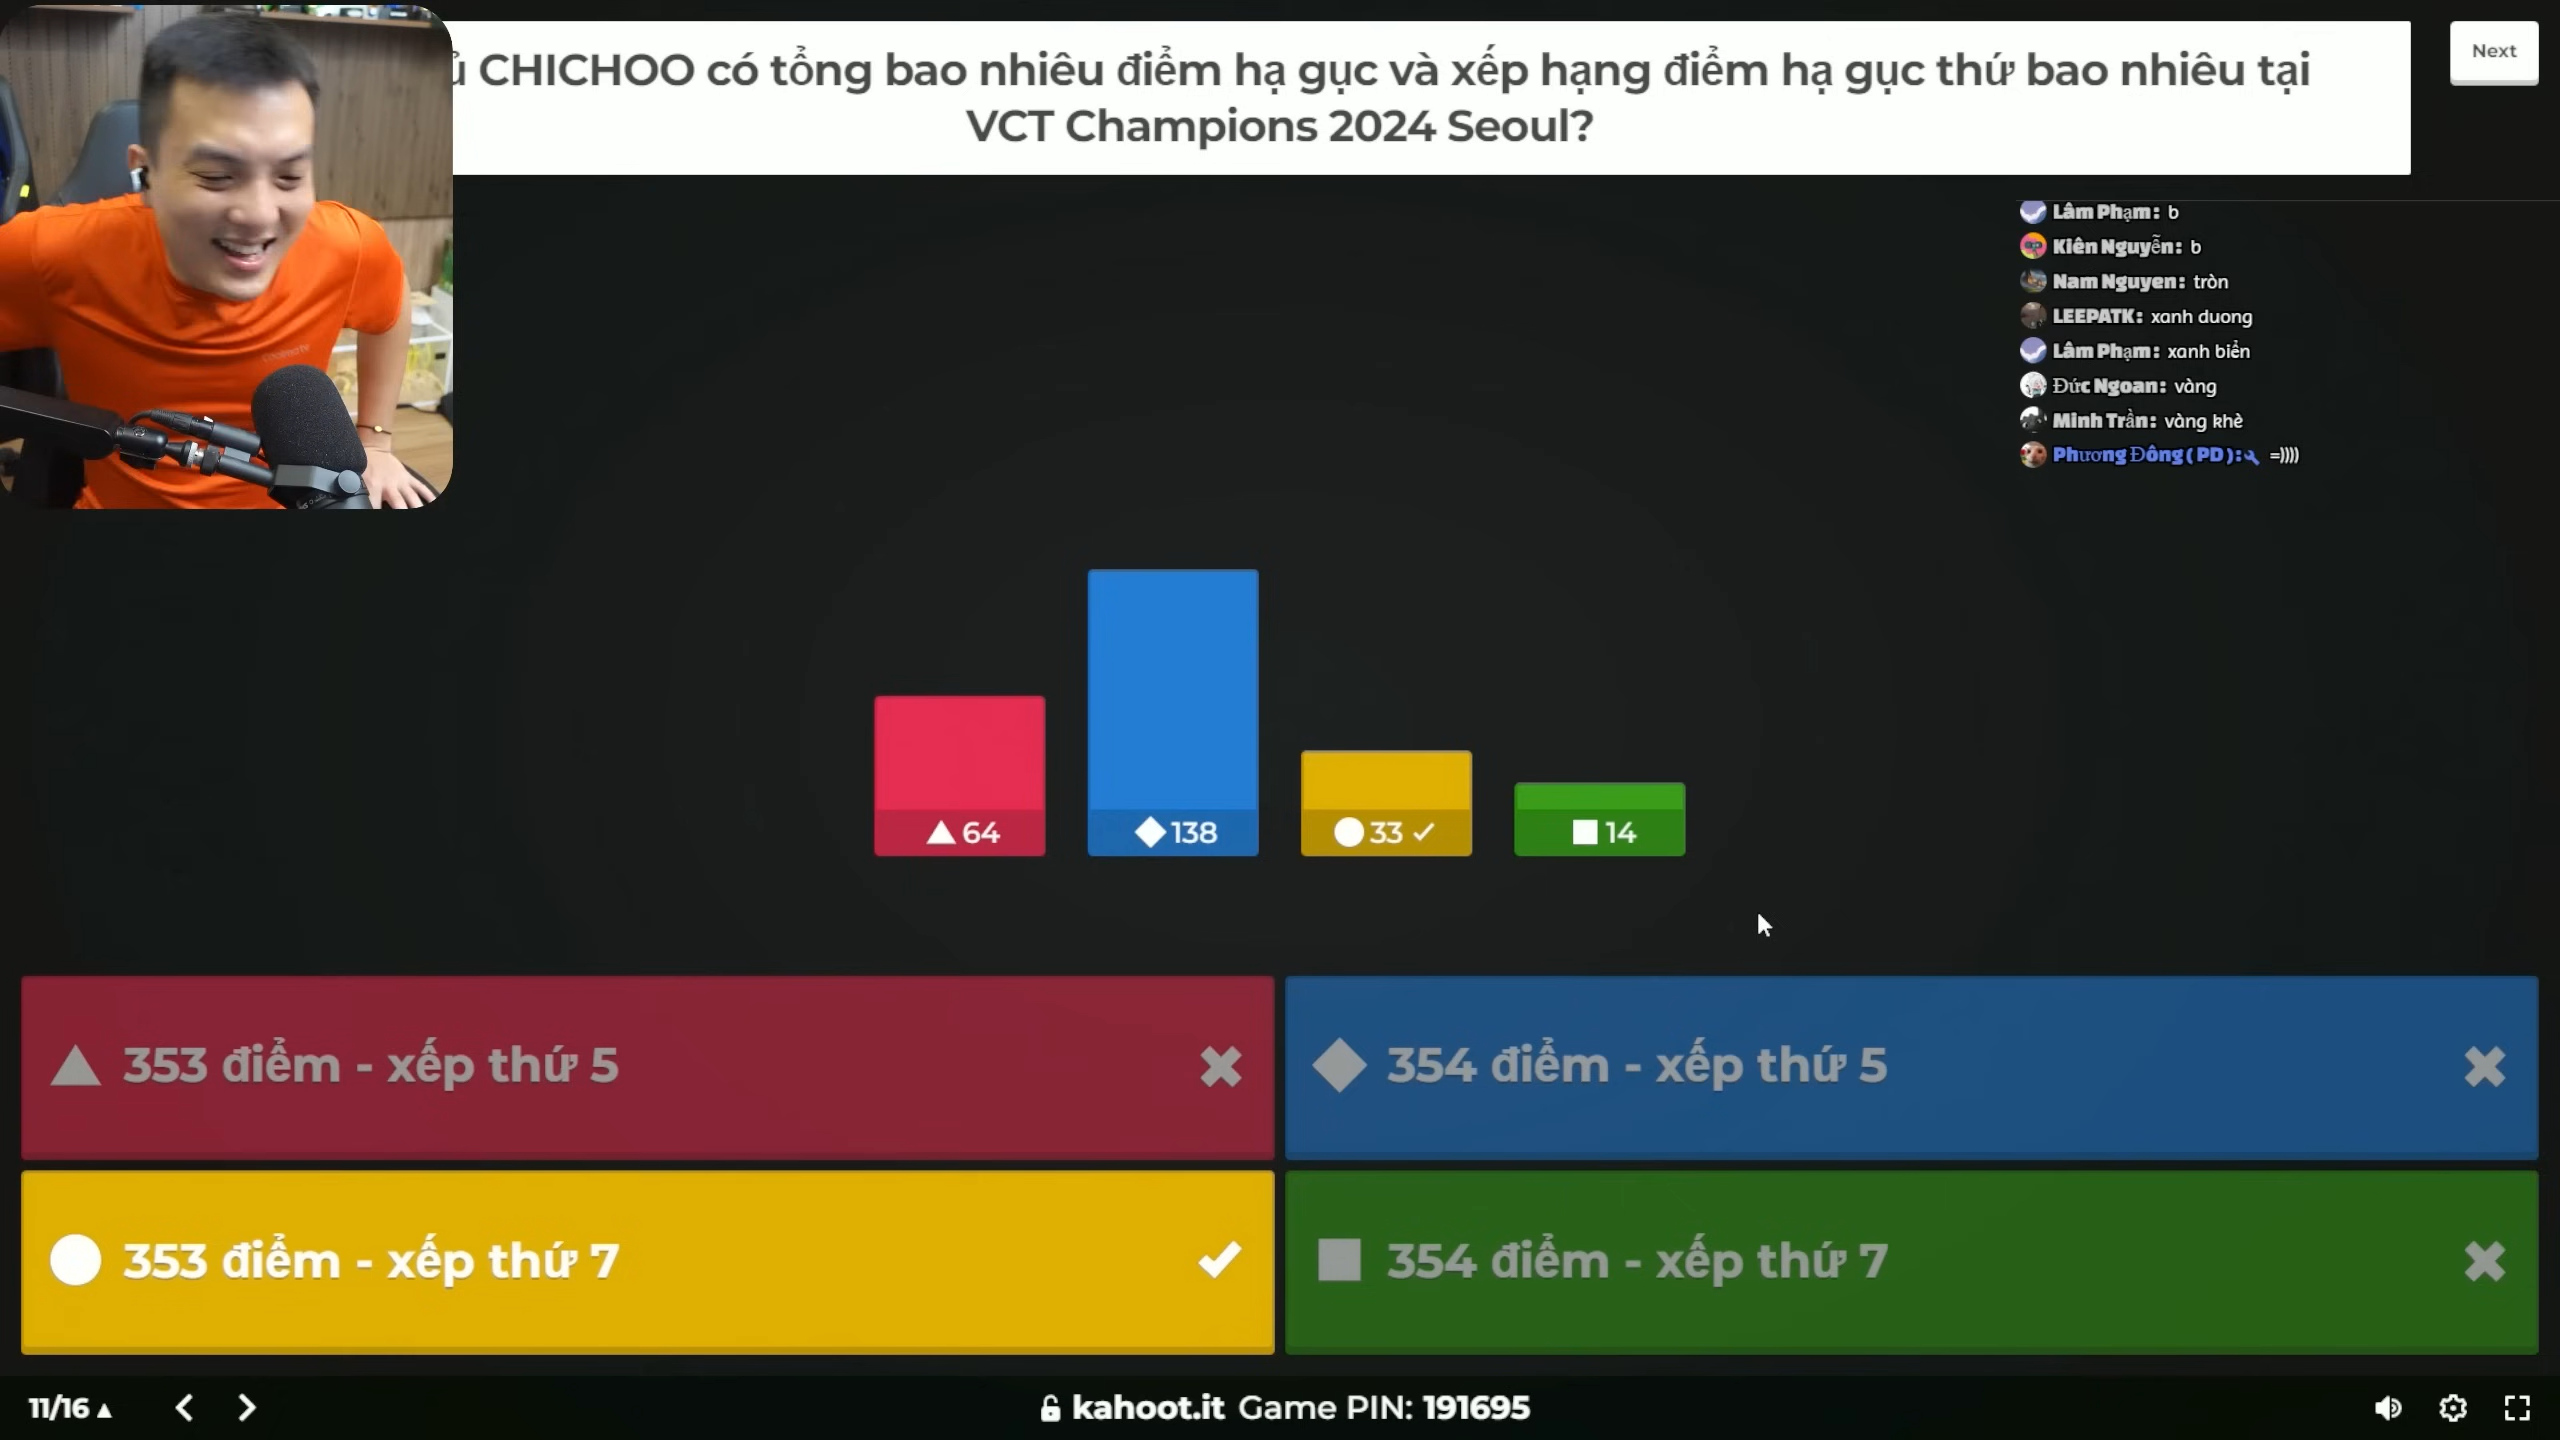 CHICHOO có tổng bao nhiêu điểm hạ gục và xếp hạng điểm hạ gục thứ bao nhiêu tại
VCT Champions 2024 Seoul?
Next
Lâm Phạm: b
Kiên Nguyễn: b
Nam Nguyen: tròn
LEEPATK: xanh duong
Lâm Phạm: xanh biển
Đức Ngoan: vàng
Minh Trần: vàng khè
Phương Đông ( PD ): =))))
64
138
33
14
353 điểm - xếp thứ 5
354 điểm - xếp thứ 5
353 điểm - xếp thứ 7
354 điểm - xếp thứ 7
11/16
kahoot.it Game PIN: 191695